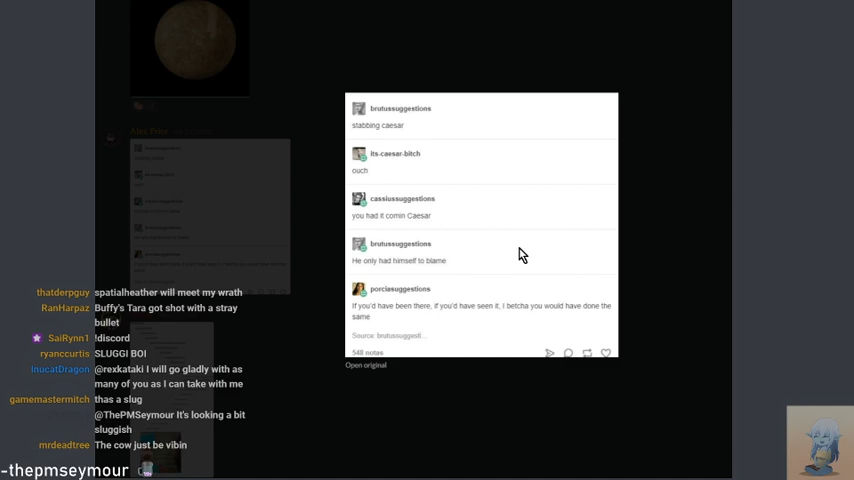 brutussuggestions
stabbing caesar
its-caesar-bitch
ouch
cassiussuggestions
you had it comin Caesar
brutussuggestions
He only had himself to blame
porciasuggestions
If you'd have been there, if you'd have seen it, I betcha you would have done the
same
Source: brutussuggesti...
548 notes
Open original
Alex Price
thatderpguy spatialheather will meet my wrath
RanHarpaz Buffy's Tara got shot with a stray
bullet
SaiRynn1 !discord
ryanccurtis SLUGGI BOI
InucatDragon @rexkataki I will go gladly with as
many of you as I can take with me
gamemastermitch thas a slug
@ThePMSeymour It's looking a bit
sluggish
mrdeadtree The cow just be vibin
-thepmseymour